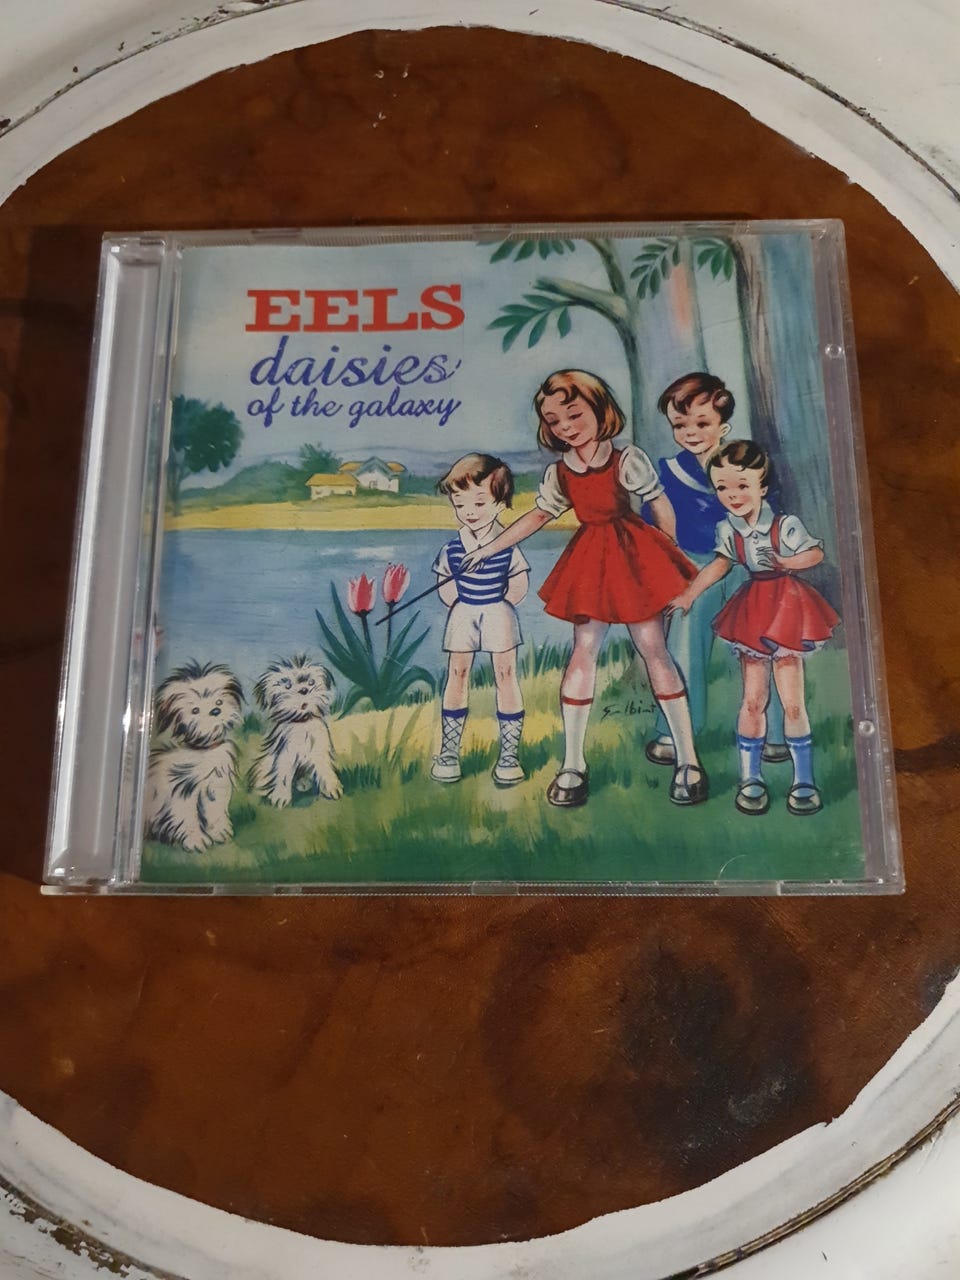 EELS
daisies
of the galaxy